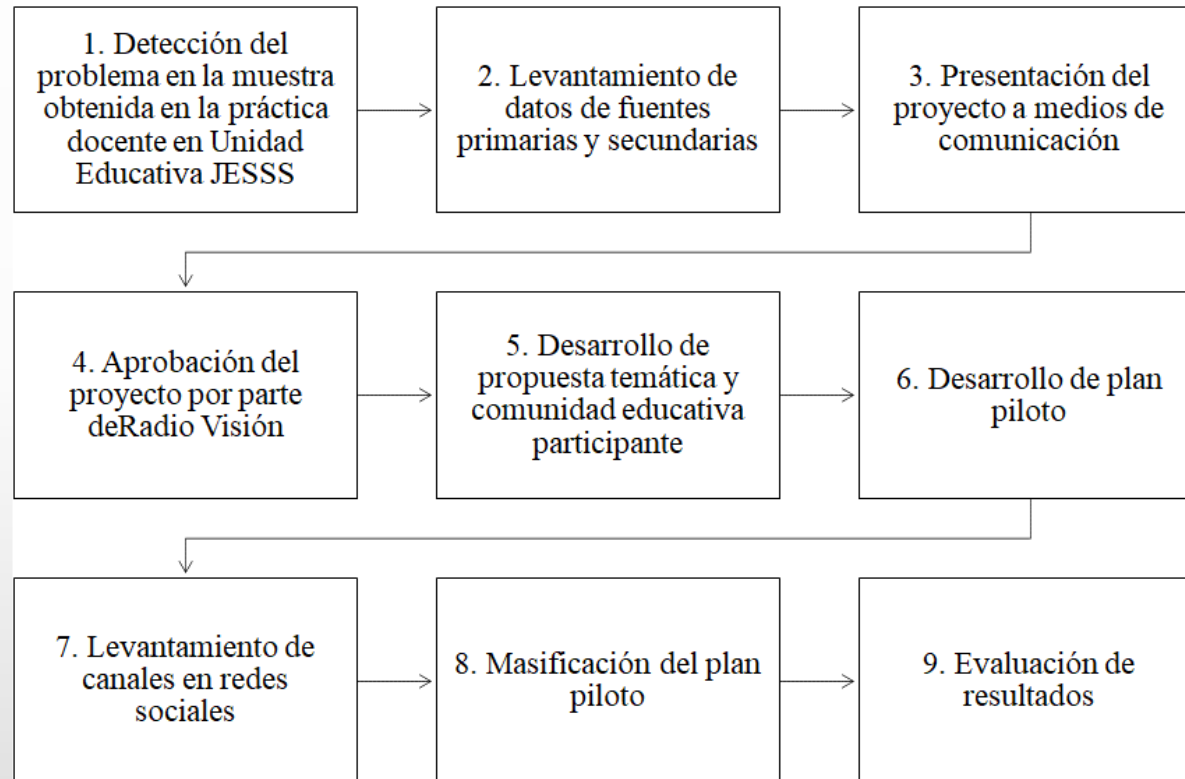 1. Detección del
problema en la muestra
obtenida en la práctica
docente en Unidad
Educativa JESSS
2. Levantamiento de
datos de fuentes
primarias y secundarias
3. Presentación del
proyecto a medios de
comunicación
4. Aprobación del
proyecto por parte
deRadio Visión
5. Desarrollo de
propuesta temática y
comunidad educativa
participante
6. Desarrollo de plan
piloto
7. Levantamiento de
canales en redes
sociales
8. Masificación del plan
piloto
9. Evaluación de
resultados